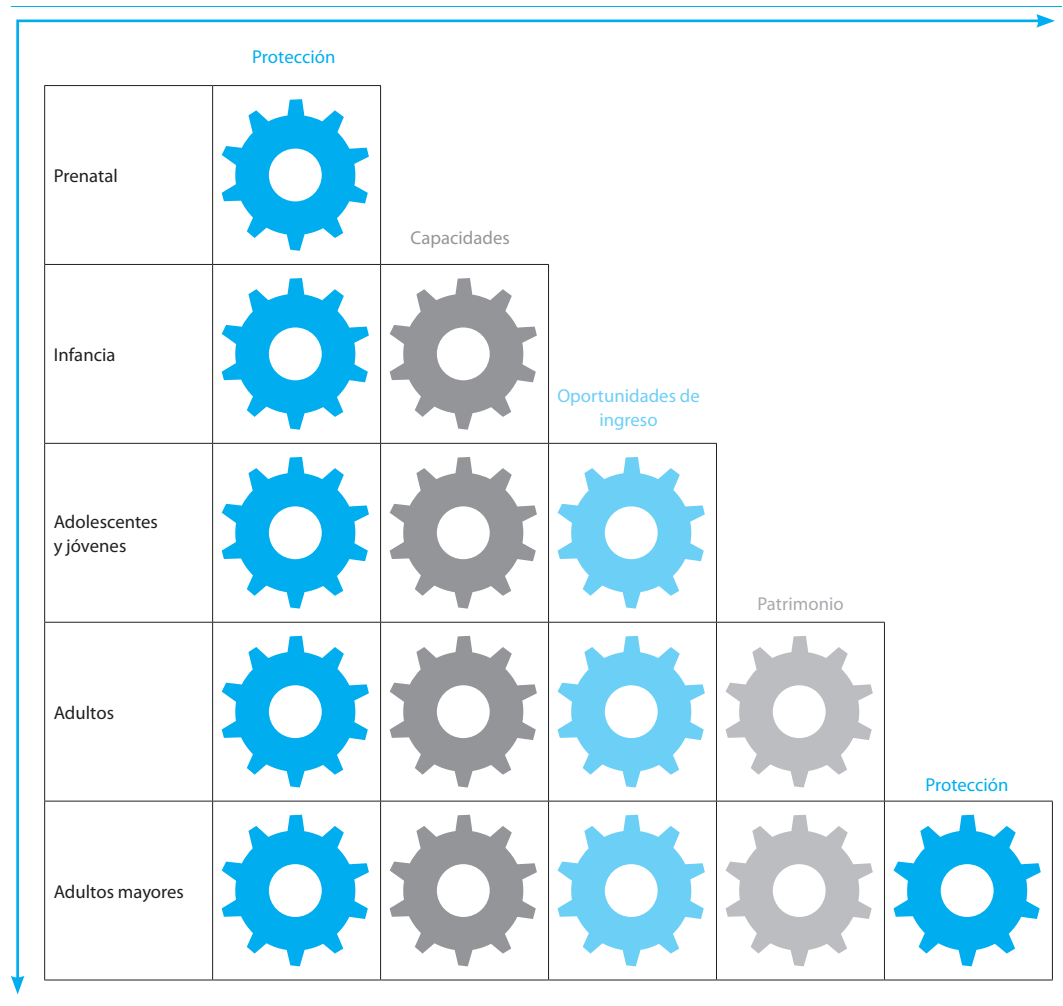 Protección
Prenatal
Capacidades
Infancia
Oportunidades de
ingreso
Adolescentes
y jóvenes
Patrimonio
Adultos
Protección
Adultos mayores